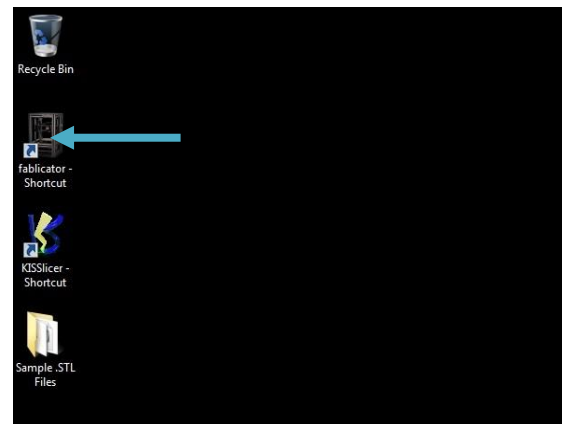 Recycle Bin
fablicator -
Shortcut
KISSlicer -
Shortcut
Sample .STL
Files